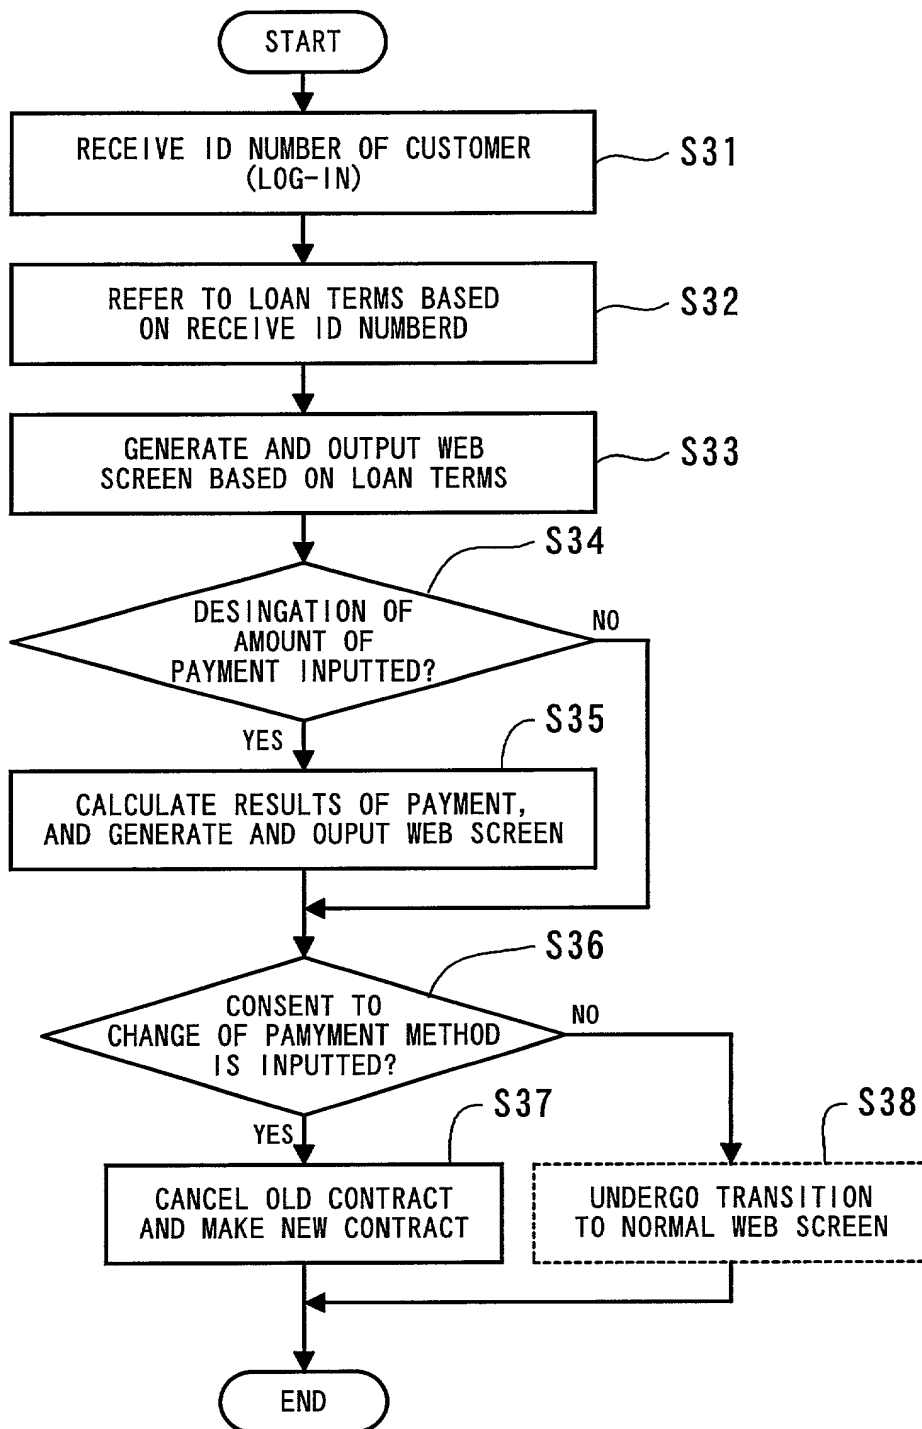 START
RECEIVE ID NUMBER OF CUSTOMER
(LOG-IN)
S31
REFER TO LOAN TERMS BASED
ON RECEIVE ID NUMBERD
S32
GENERATE AND OUTPUT WEB
SCREEN BASED ON LOAN TERMS
S33
S34
DESINGATION OF
AMOUNT OF
PAYMENT INPUTTED?
NO
YES
S35
CALCULATE RESULTS OF PAYMENT,
AND GENERATE AND OUPUT WEB SCREEN
S36
CONSENT TO
CHANGE OF PAMYMENT METHOD
IS INPUTTED?
NO
YES
S37
CANCEL OLD CONTRACT
AND MAKE NEW CONTRACT
S38
UNDERGO TRANSITION
TO NORMAL WEB SCREEN
END